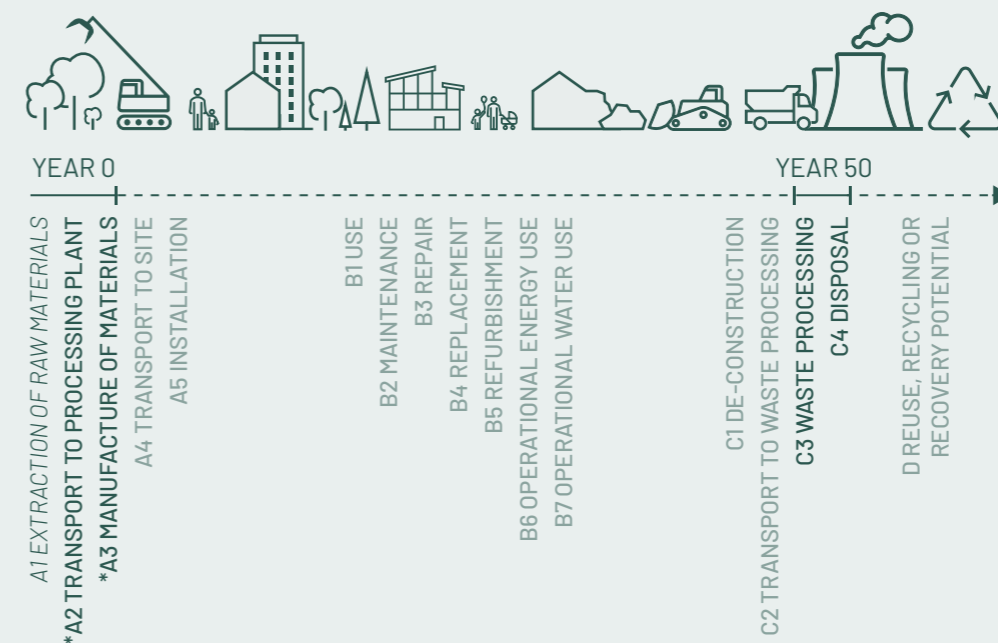 YEAR 0
YEAR 50
A1 EXTRACTION OF RAW MATERIALS
*A2 TRANSPORT TO PROCESSING PLANT
*A3 MANUFACTURE OF MATERIALS
A4 TRANSPORT TO SITE
A5 INSTALLATION
B1 USE
B2 MAINTENANCE
B3 REPAIR
B4 REPLACEMENT
B5 REFURBISHMENT
B6 OPERATIONAL ENERGY USE
B7 OPERATIONAL WATER USE
C1 DE-CONSTRUCTION
C2 TRANSPORT TO WASTE PROCESSING
C3 WASTE PROCESSING
C4 DISPOSAL
D REUSE, RECYCLING OR
RECOVERY POTENTIAL